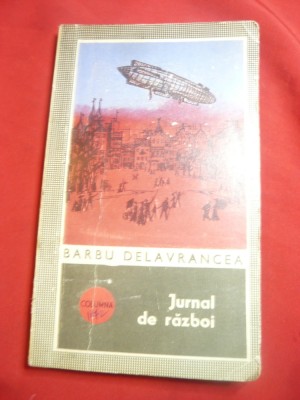 BARBU DELAVRANCEA
COLUMNA
Jurnal
de război